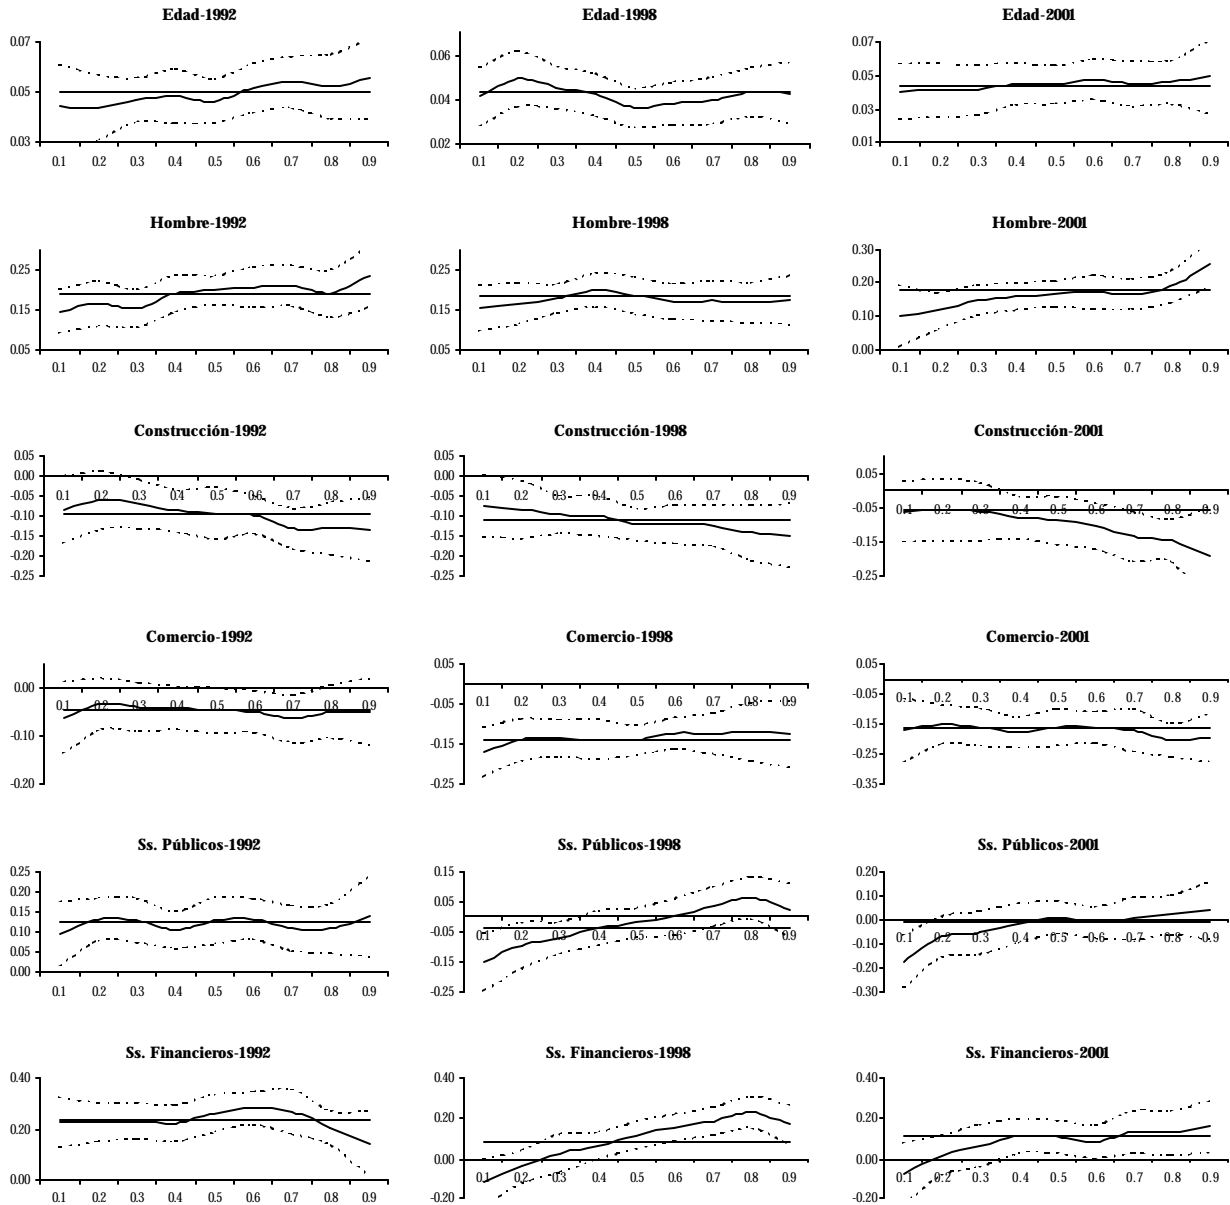 Edad-1992
0.07
0.05
0.03
0.1 0.2 0.3 0.4 0.5 0.6 0.7 0.8 0.9
Edad-1998
0.06
0.04
0.02
0.1 0.2 0.3 0.4 0.5 0.6 0.7 0.8 0.9
Edad-2001
0.07
0.05
0.03
0.01
0.1 0.2 0.3 0.4 0.5 0.6 0.7 0.8 0.9
Hombre-1992
0.25
0.15
0.05
0.1 0.2 0.3 0.4 0.5 0.6 0.7 0.8 0.9
Hombre-1998
0.25
0.15
0.05
0.1 0.2 0.3 0.4 0.5 0.6 0.7 0.8 0.9
Hombre-2001
0.30
0.20
0.10
0.00
0.1 0.2 0.3 0.4 0.5 0.6 0.7 0.8 0.9
Construcción-1992
0.05
0.00
-0.05
-0.10
-0.15
-0.20
-0.25
0.1 0.2 0.3 0.4 0.5 0.6 0.7 0.8 0.9
Construcción-1998
0.05
0.00
-0.05
-0.10
-0.15
-0.20
-0.25
0.1 0.2 0.3 0.4 0.5 0.6 0.7 0.8 0.9
Construcción-2001
0.05
-0.05
-0.15
-0.25
0.1 0.2 0.3 0.4 0.5 0.6 0.7 0.8 0.9
Comercio-1992
0.00
-0.10
-0.20
0.1 0.2 0.3 0.4 0.5 0.6 0.7 0.8 0.9
Comercio-1998
0.05
-0.05
-0.15
-0.25
0.1 0.2 0.3 0.4 0.5 0.6 0.7 0.8 0.9
Comercio-2001
0.05
-0.05
-0.15
-0.25
-0.35
0.1 0.2 0.3 0.4 0.5 0.6 0.7 0.8 0.9
Ss. Públicos-1992
0.25
0.20
0.15
0.10
0.05
0.00
0.1 0.2 0.3 0.4 0.5 0.6 0.7 0.8 0.9
Ss. Públicos-1998
0.15
0.05
-0.05
-0.15
-0.25
0.1 0.2 0.3 0.4 0.5 0.6 0.7 0.8 0.9
Ss. Públicos-2001
0.20
0.10
0.00
-0.10
-0.20
-0.30
0.1 0.2 0.3 0.4 0.5 0.6 0.7 0.8 0.9
Ss. Financieros-1992
0.40
0.20
0.00
0.1 0.2 0.3 0.4 0.5 0.6 0.7 0.8 0.9
Ss. Financieros-1998
0.40
0.20
0.00
-0.20
0.1 0.2 0.3 0.4 0.5 0.6 0.7 0.8 0.9
Ss. Financieros-2001
0.40
0.20
0.00
-0.20
0.1 0.2 0.3 0.4 0.5 0.6 0.7 0.8 0.9